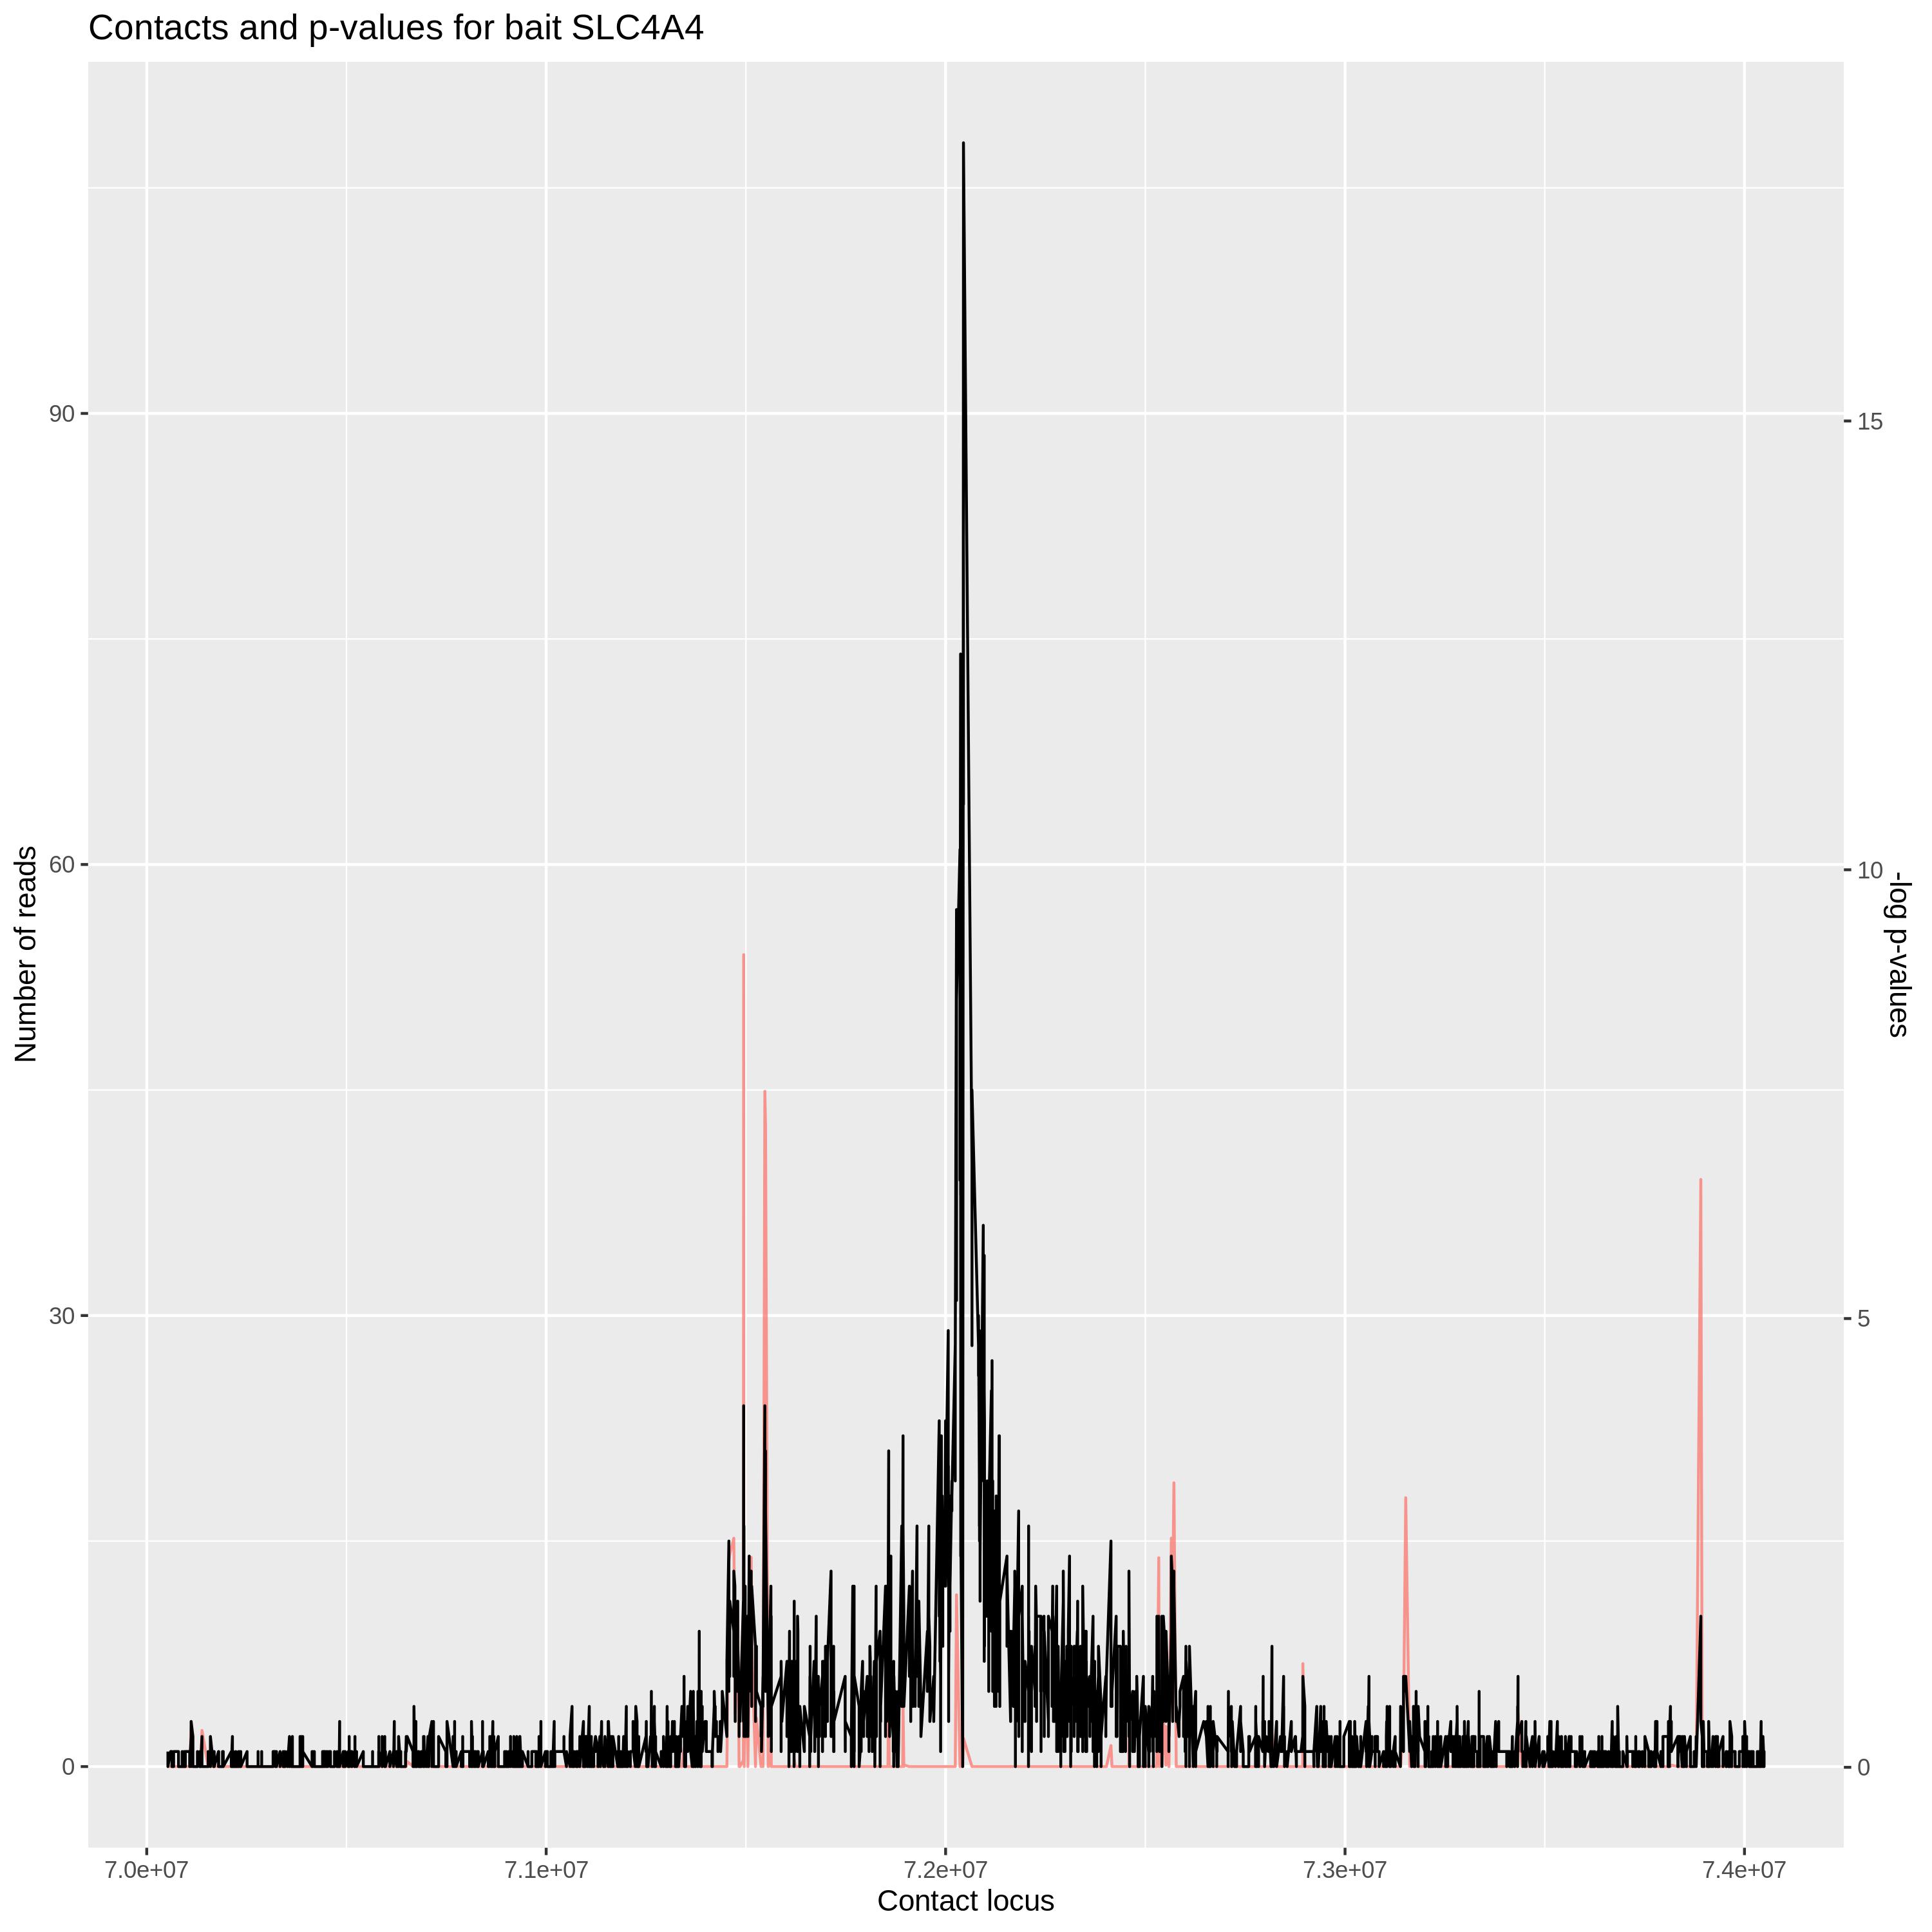 Contacts and p-values for bait SLC4A4
Number of reads
90
60
30
0
15
10
5
0
-log p-values
7.0e+07
7.1e+07
7.2e+07
7.3e+07
7.4e+07
Contact locus